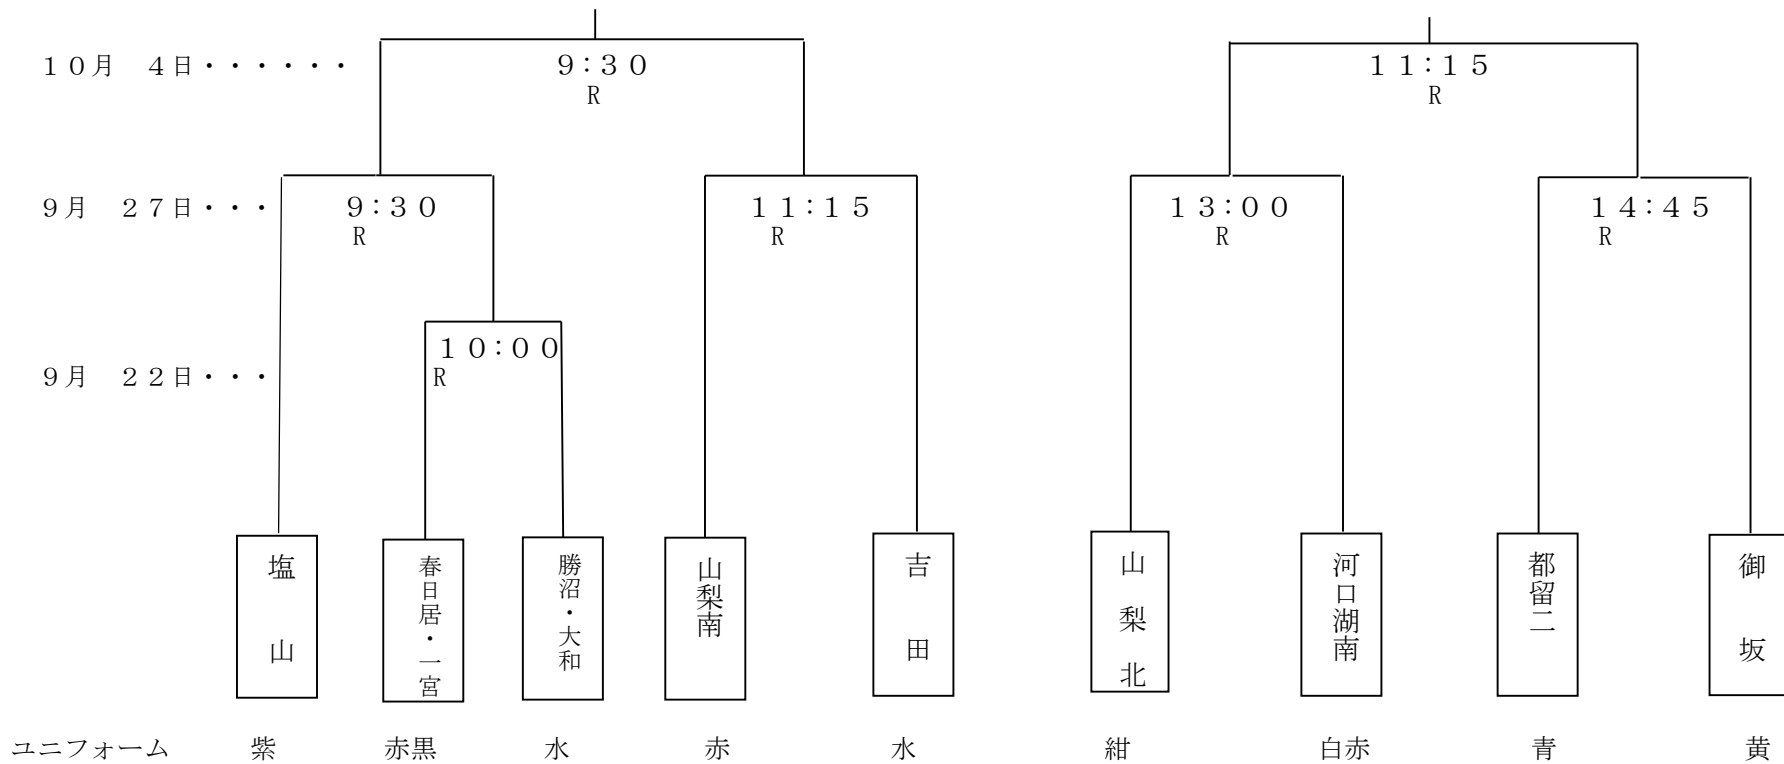 １０月　４日・・・・・・
９：３０
R
１１：１５
R
９月　２７日・・・
９：３０
R
１１：１５
R
１３：００
R
１４：４５
R
１０：００
R
９月　２２日・・・
塩山
春日居・一宮
勝沼・大和
山梨南
吉田
山梨北
河口湖南
都留二
御坂
ユニフォーム　紫　赤黒　水　赤　水　紺　白赤　青　黄